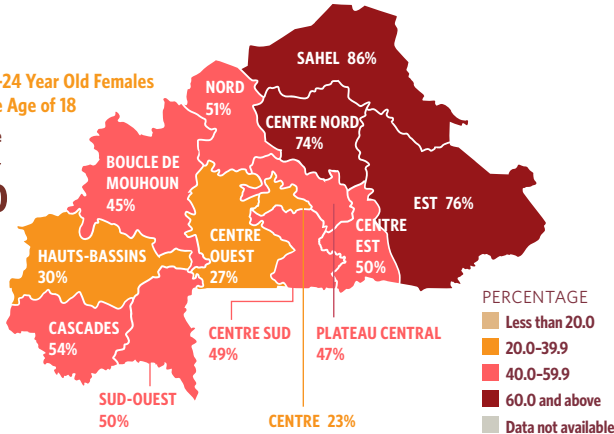 -24 Year Old Females
Age of 18
SAHEL 86%
NORD
51%
CENTRE NORD
74%
BOUCLE DE
MOUHOUN
45%
EST 76%
CENTRE
EST
50%
CENTRE
OUEST
27%
HAUTS-BASSINS
30%
CASCADES
54%
CENTRE SUD
49%
PLATEAU CENTRAL
47%
SUD-OUEST
50%
CENTRE 23%
PERCENTAGE
Less than 20.0
20.0–39.9
40.0–59.9
60.0 and above
Data not available